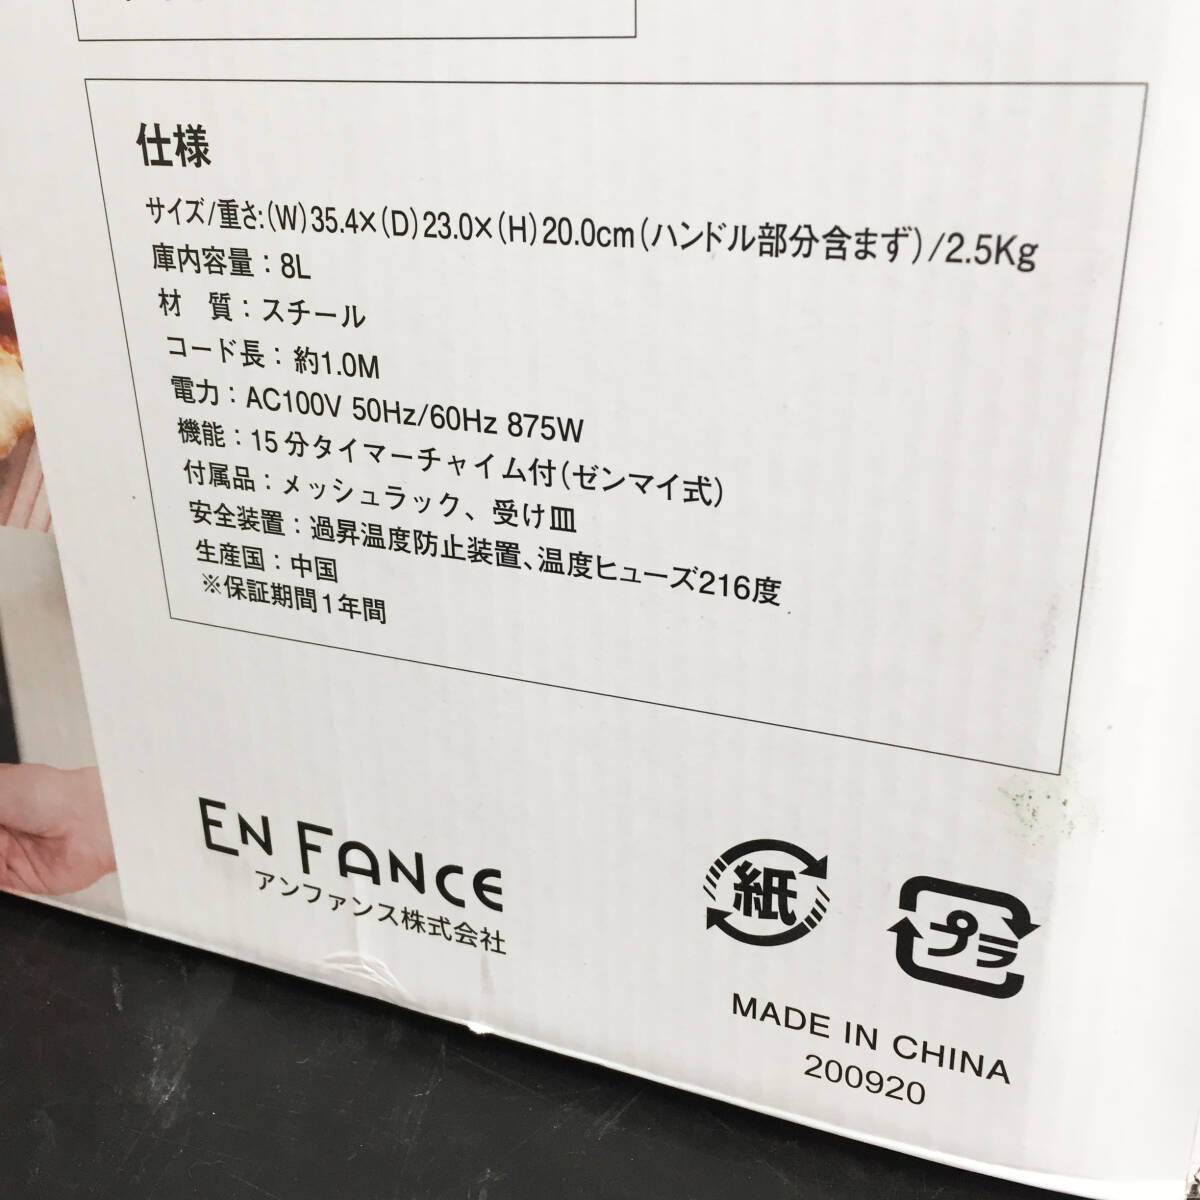 仕様
サイズ/重さ:(W)35.4×(D)23.0×(H)20.0cm(ハンドル部分含まず)/2.5Kg
庫内容量：8L
材　質：スチール
コード長：約1.0M
電力：AC100V 50Hz/60Hz 875W
機能：15分タイマーチャイム付(ゼンマイ式)
付属品：メッシュラック、受け皿
安全装置：過昇温度防止装置、温度ヒューズ216度
生産国：中国
※保証期間1年間
EN FANCE
アンファンス株式会社
紙
プラ
MADE IN CHINA
200920